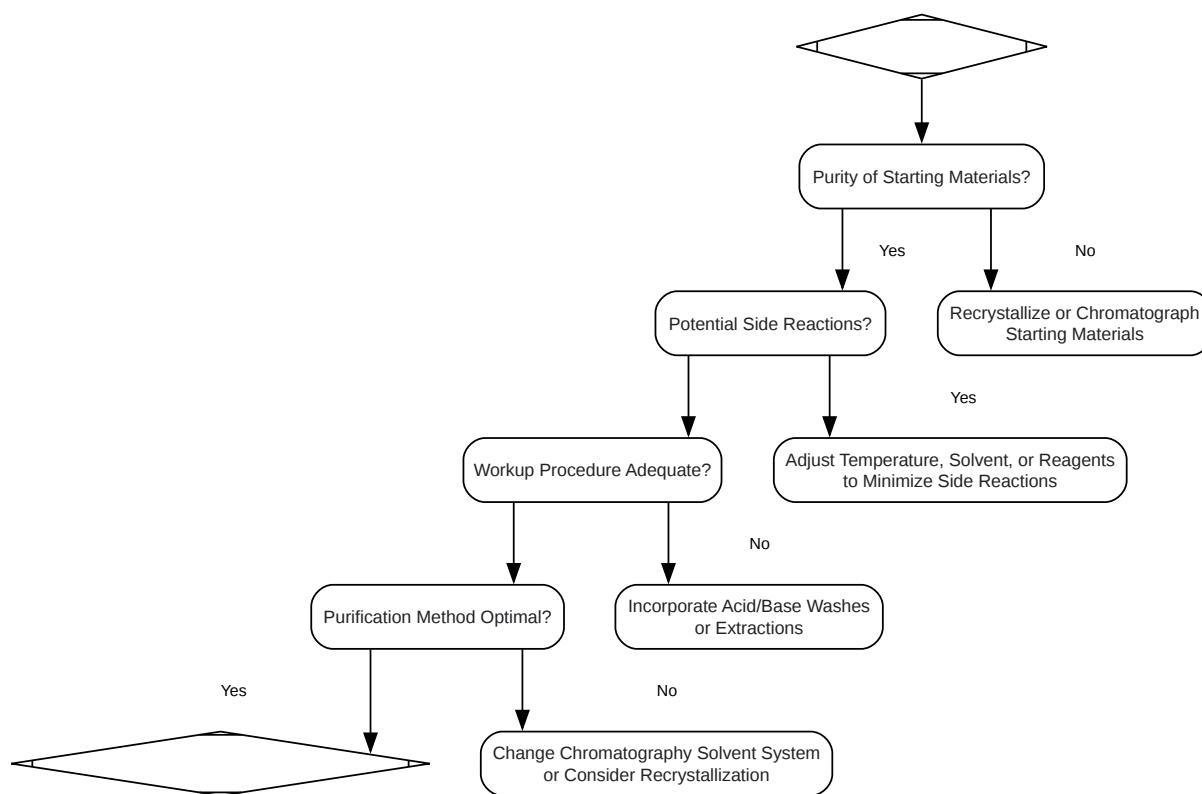 Purity of Starting Materials?
Yes
No
Potential Side Reactions?
Recrystallize or Chromatograph
Starting Materials
Yes
Workup Procedure Adequate?
Adjust Temperature, Solvent, or Reagents
to Minimize Side Reactions
No
Purification Method Optimal?
Incorporate Acid/Base Washes
or Extractions
Yes
No
Change Chromatography Solvent System
or Consider Recrystallization